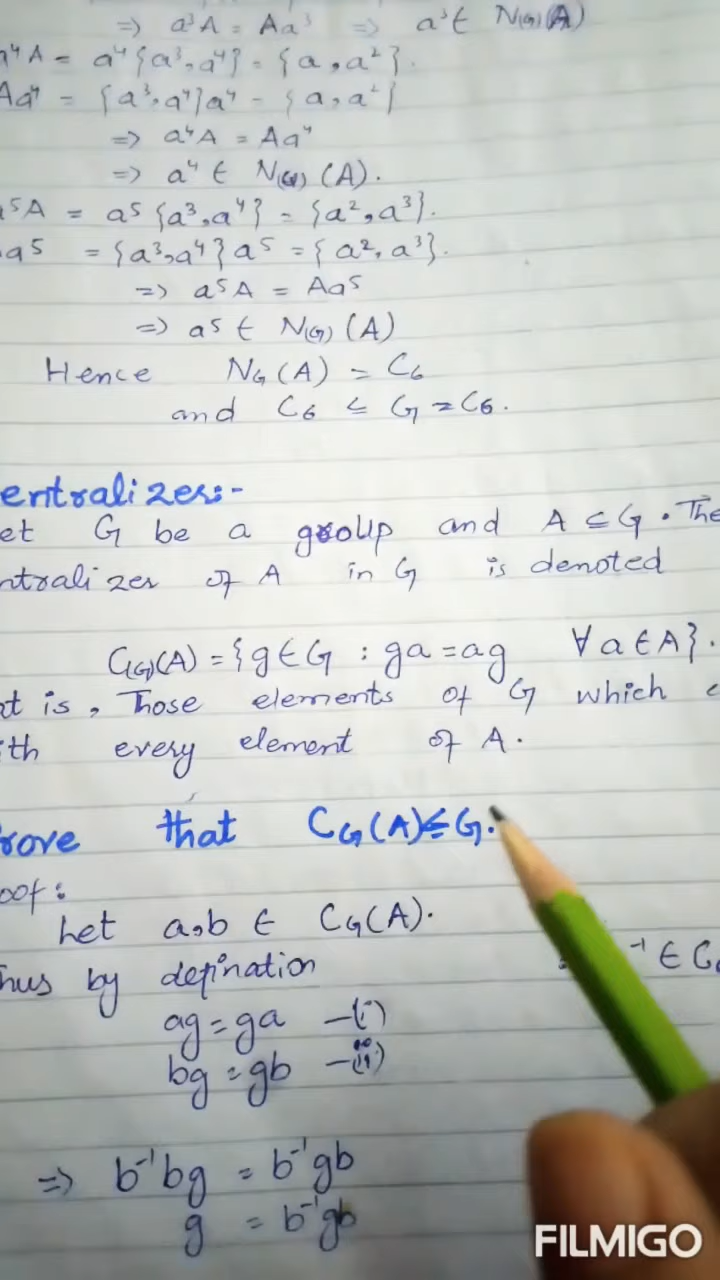 => a³A = Aa³ => a³ ∈ N(G)(A)
a⁴A = a⁴{a³,a⁴} = {a, a²}.
Aa⁴ = {a³,a⁴}a⁴ = {a, a²}
=> a⁴A = Aa⁴
=> a⁴ ∈ N(G)(A).
a⁵A = a⁵{a³,a⁴} = {a², a³}.
a⁵ = {a³,a⁴}a⁵ = {a², a³}.
=> a⁵A = Aa⁵
=> a⁵ ∈ N(G)(A)
Hence NG(A) = C6
and C6 ≤ G = C6.
entralizer:-
et G be a group and A ⊆ G. The
ntralizer of A in G is denoted
C(G)(A) = {g ∈ G : ga = ag ∀ a ∈ A}.
at is, Those elements of G which c
ith every element of A.
rove that CG(A) ≤ G.
oof:
Let a,b ∈ CG(A).
hus by defination
⁻¹ ∈ CG
ag = ga -(i)
bg = gb -(ii)
=> b⁻¹bg = b⁻¹gb
g = b⁻¹gb
FILMIGO